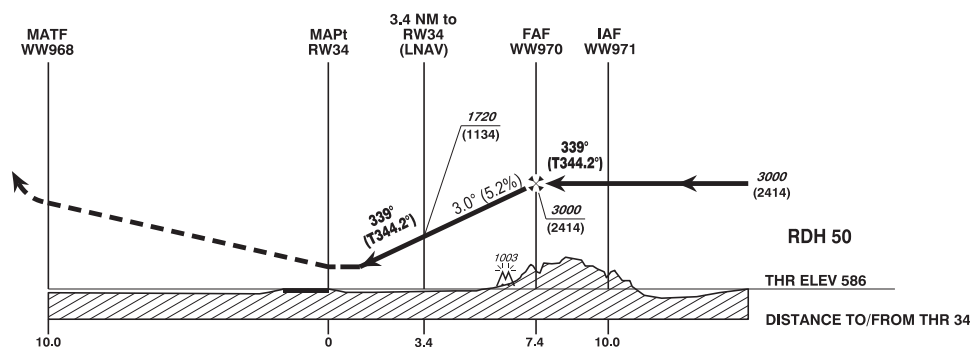 MATF
WW968
MAPt
RW34
3.4 NM to
RW34
(LNAV)
FAF
WW970
IAF
WW971
1720
(1134)
339°
(T344.2°)
3000
(2414)
3.0° (5.2%)
339°
(T344.2°)
3000
(2414)
RDH 50
1003
THR ELEV 586
DISTANCE TO/FROM THR 34
10.0
0
3.4
7.4
10.0